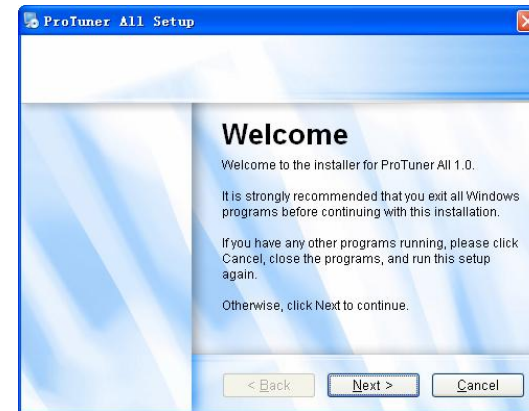 ProTuner All Setup
Welcome
Welcome to the installer for ProTuner All 1.0.
It is strongly recommended that you exit all Windows
programs before continuing with this installation.
If you have any other programs running, please click
Cancel, close the programs, and run this setup
again.
Otherwise, click Next to continue.
< Back
Next >
Cancel